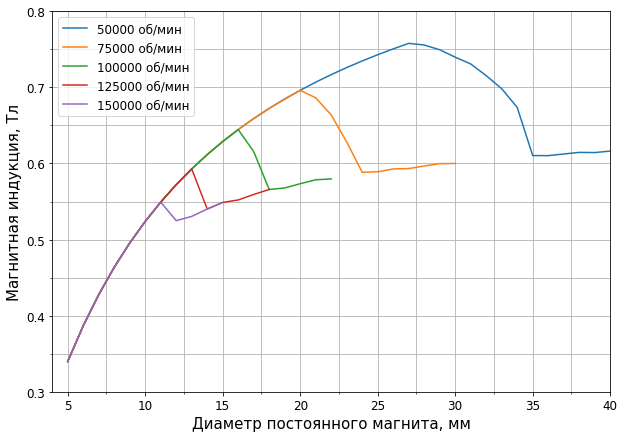 0.8
0.7
0.6
0.5
0.4
0.3
Магнитная индукция, Тл
50000 об/мин
75000 об/мин
100000 об/мин
125000 об/мин
150000 об/мин
5 10 15 20 25 30 35 40
Диаметр постоянного магнита, мм